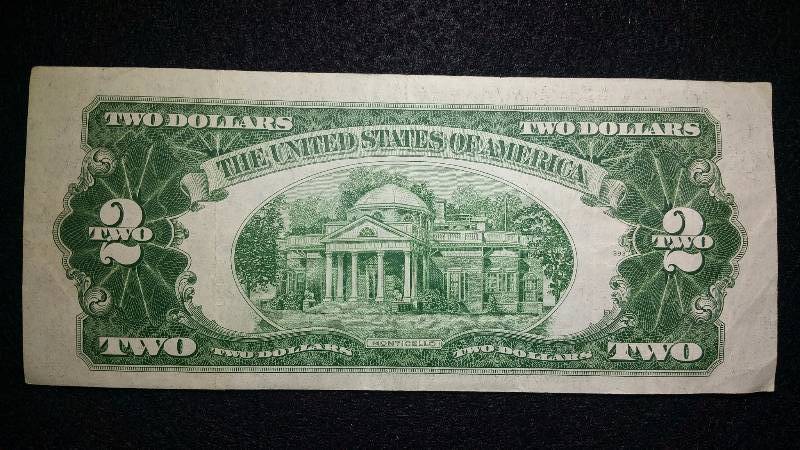 TWO DOLLARS TWO DOLLARS
THE UNITED STATES OF AMERICA
2 2
TWO TWO
MONTICELLO
TWO TWO DOLLARS TWO DOLLARS TWO